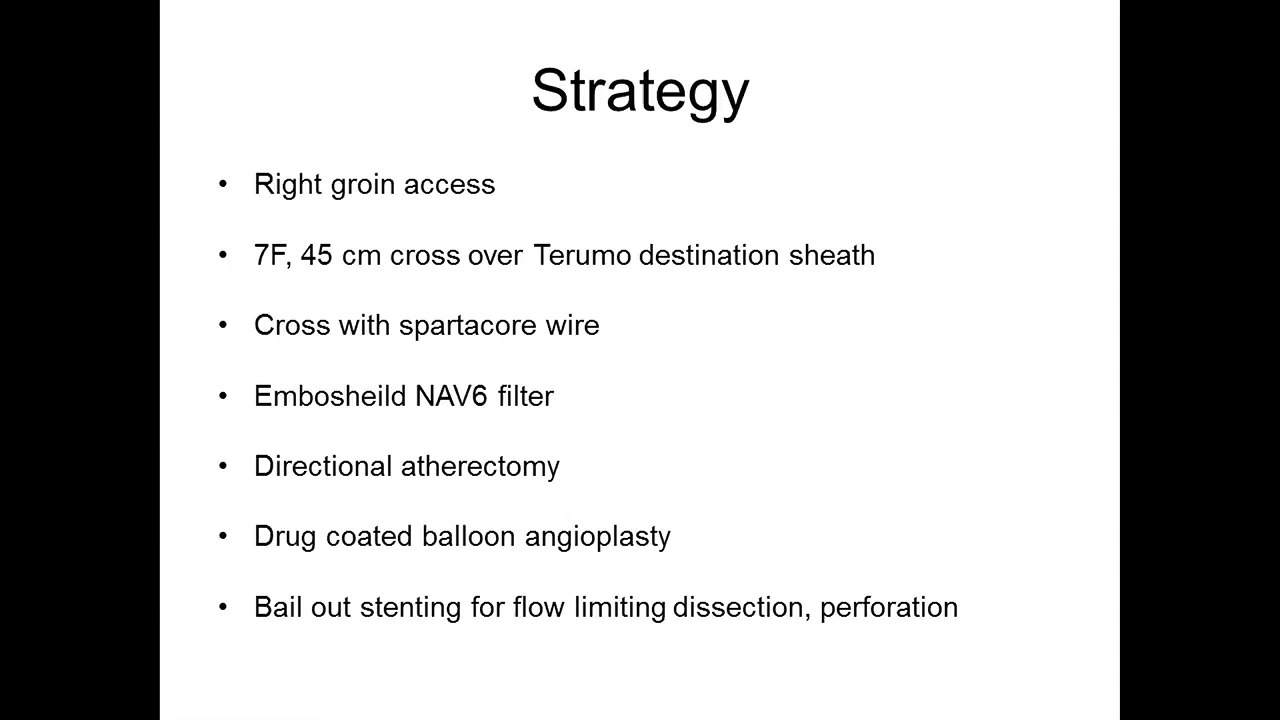 Strategy
• Right groin access
• 7F, 45 cm cross over Terumo destination sheath
• Cross with spartacore wire
• Embosheild NAV6 filter
• Directional atherectomy
• Drug coated balloon angioplasty
• Bail out stenting for flow limiting dissection, perforation